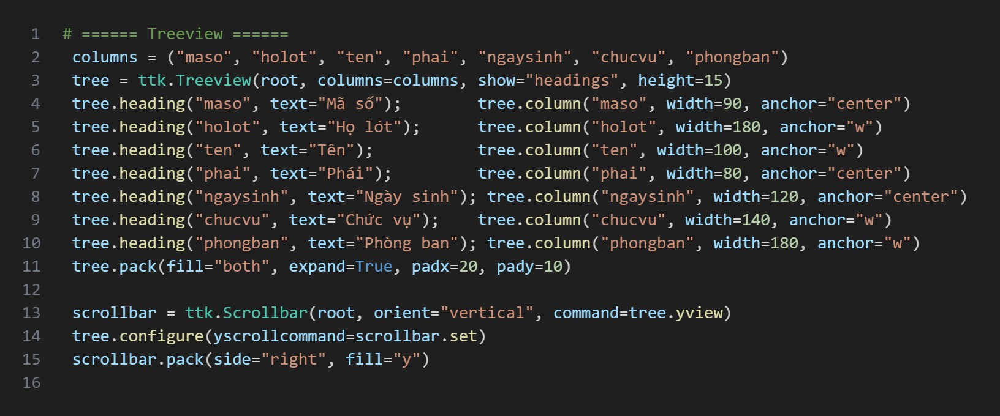 1 # ====== Treeview ======
2 columns = ("maso", "holot", "ten", "phai", "ngaysinh", "chucvu", "phongban")
3 tree = ttk.Treeview(root, columns=columns, show="headings", height=15)
4 tree.heading("maso", text="Mã số"); tree.column("maso", width=90, anchor="center")
5 tree.heading("holot", text="Họ lót"); tree.column("holot", width=180, anchor="w")
6 tree.heading("ten", text="Tên"); tree.column("ten", width=100, anchor="w")
7 tree.heading("phai", text="Phái"); tree.column("phai", width=80, anchor="center")
8 tree.heading("ngaysinh", text="Ngày sinh"); tree.column("ngaysinh", width=120, anchor="center")
9 tree.heading("chucvu", text="Chức vụ"); tree.column("chucvu", width=140, anchor="w")
10 tree.heading("phongban", text="Phòng ban"); tree.column("phongban", width=180, anchor="w")
11 tree.pack(fill="both", expand=True, padx=20, pady=10)
12
13 scrollbar = ttk.Scrollbar(root, orient="vertical", command=tree.yview)
14 tree.configure(yscrollcommand=scrollbar.set)
15 scrollbar.pack(side="right", fill="y")
16